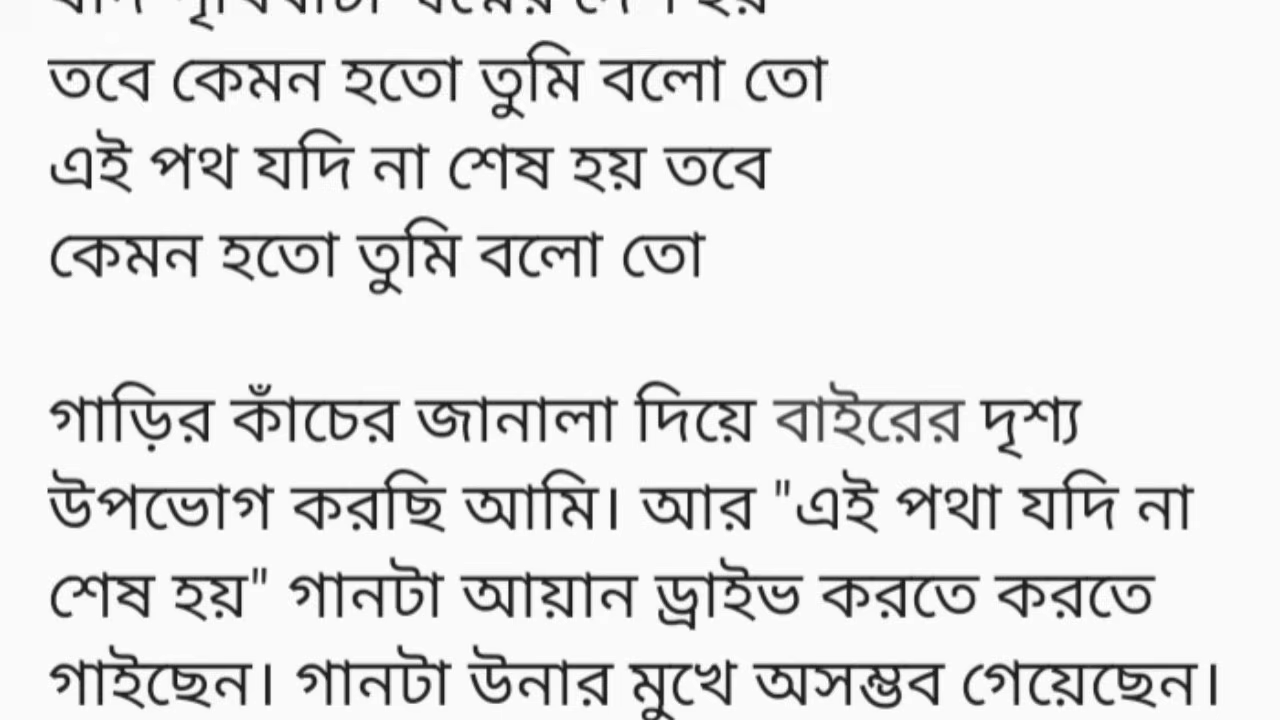 তবে কেমন হতো তুমি বলো তো
এই পথ যদি না শেষ হয় তবে
কেমন হতো তুমি বলো তো
গাড়ির কাঁচের জানালা দিয়ে বাইরের দৃশ্য
উপভোগ করছি আমি। আর "এই পথা যদি না
শেষ হয়" গানটা আয়ান ড্রাইভ করতে করতে
গাইছেন। গানটা উনার মুখে অসম্ভব গেয়েছেন।